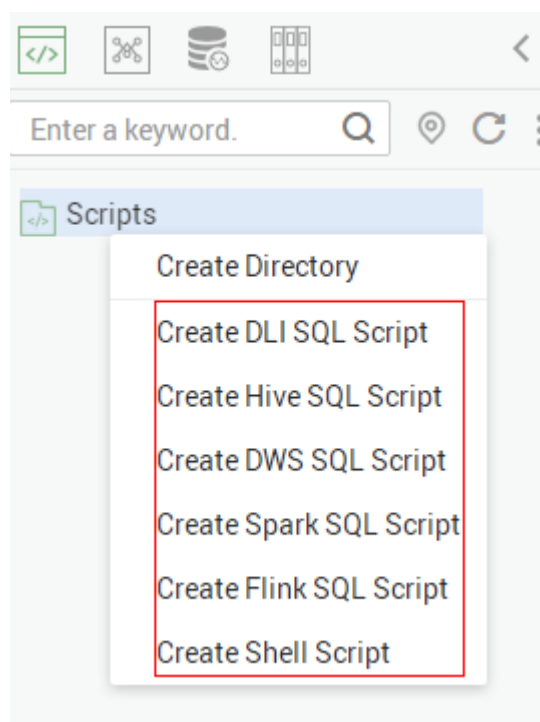 Enter a keyword.
Scripts
Create Directory
Create DLI SQL Script
Create Hive SQL Script
Create DWS SQL Script
Create Spark SQL Script
Create Flink SQL Script
Create Shell Script